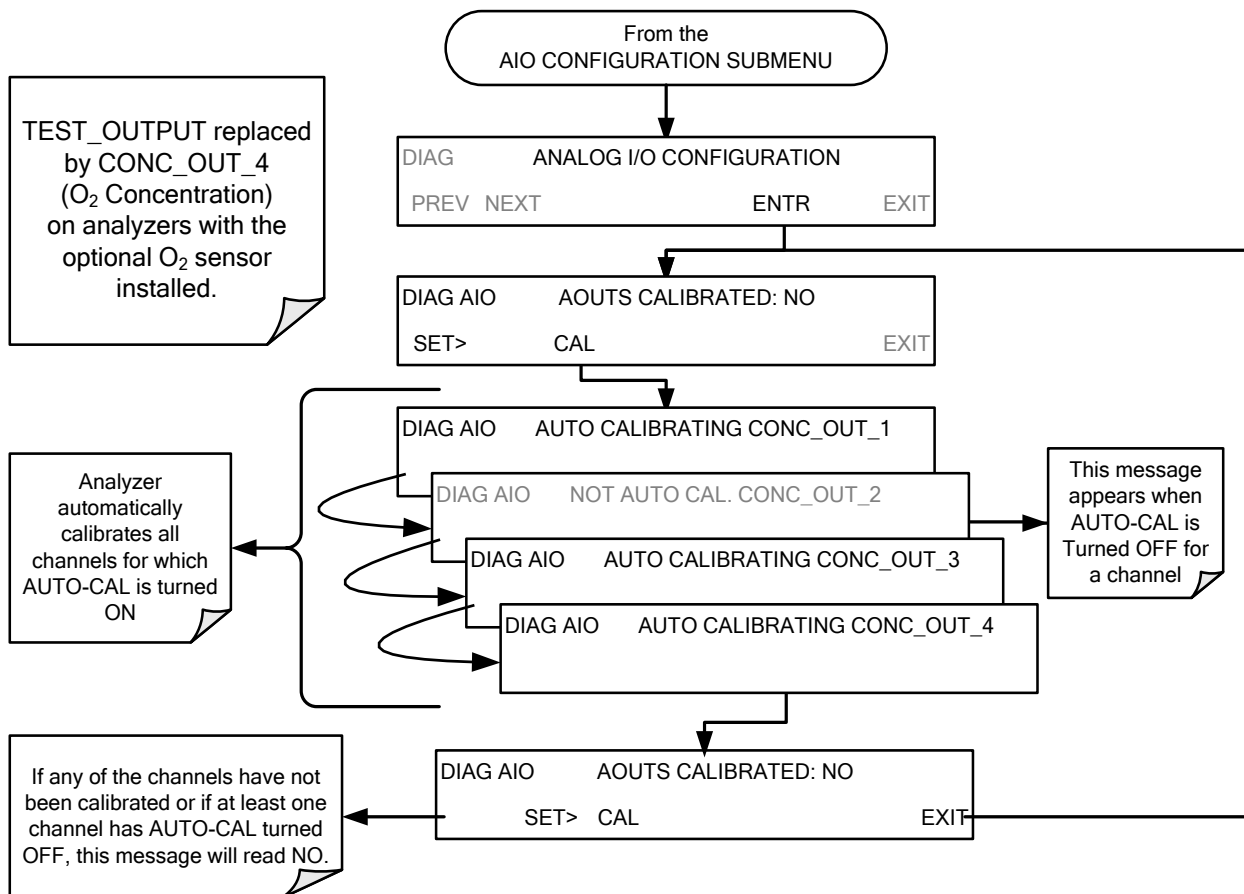 From the
AIO CONFIGURATION SUBMENU
TEST_OUTPUT replaced
by CONC_OUT_4
(O₂ Concentration)
on analyzers with the
optional O₂ sensor
installed.
DIAG ANALOG I/O CONFIGURATION
PREV NEXT ENTR EXIT
DIAG AIO AOUTS CALIBRATED: NO
SET> CAL EXIT
DIAG AIO AUTO CALIBRATING CONC_OUT_1
DIAG AIO NOT AUTO CAL. CONC_OUT_2
DIAG AIO AUTO CALIBRATING CONC_OUT_3
DIAG AIO AUTO CALIBRATING CONC_OUT_4
Analyzer
automatically
calibrates all
channels for which
AUTO-CAL is turned
ON
This message
appears when
AUTO-CAL is
Turned OFF for
a channel
DIAG AIO AOUTS CALIBRATED: NO
SET> CAL EXIT
If any of the channels have not
been calibrated or if at least one
channel has AUTO-CAL turned
OFF, this message will read NO.